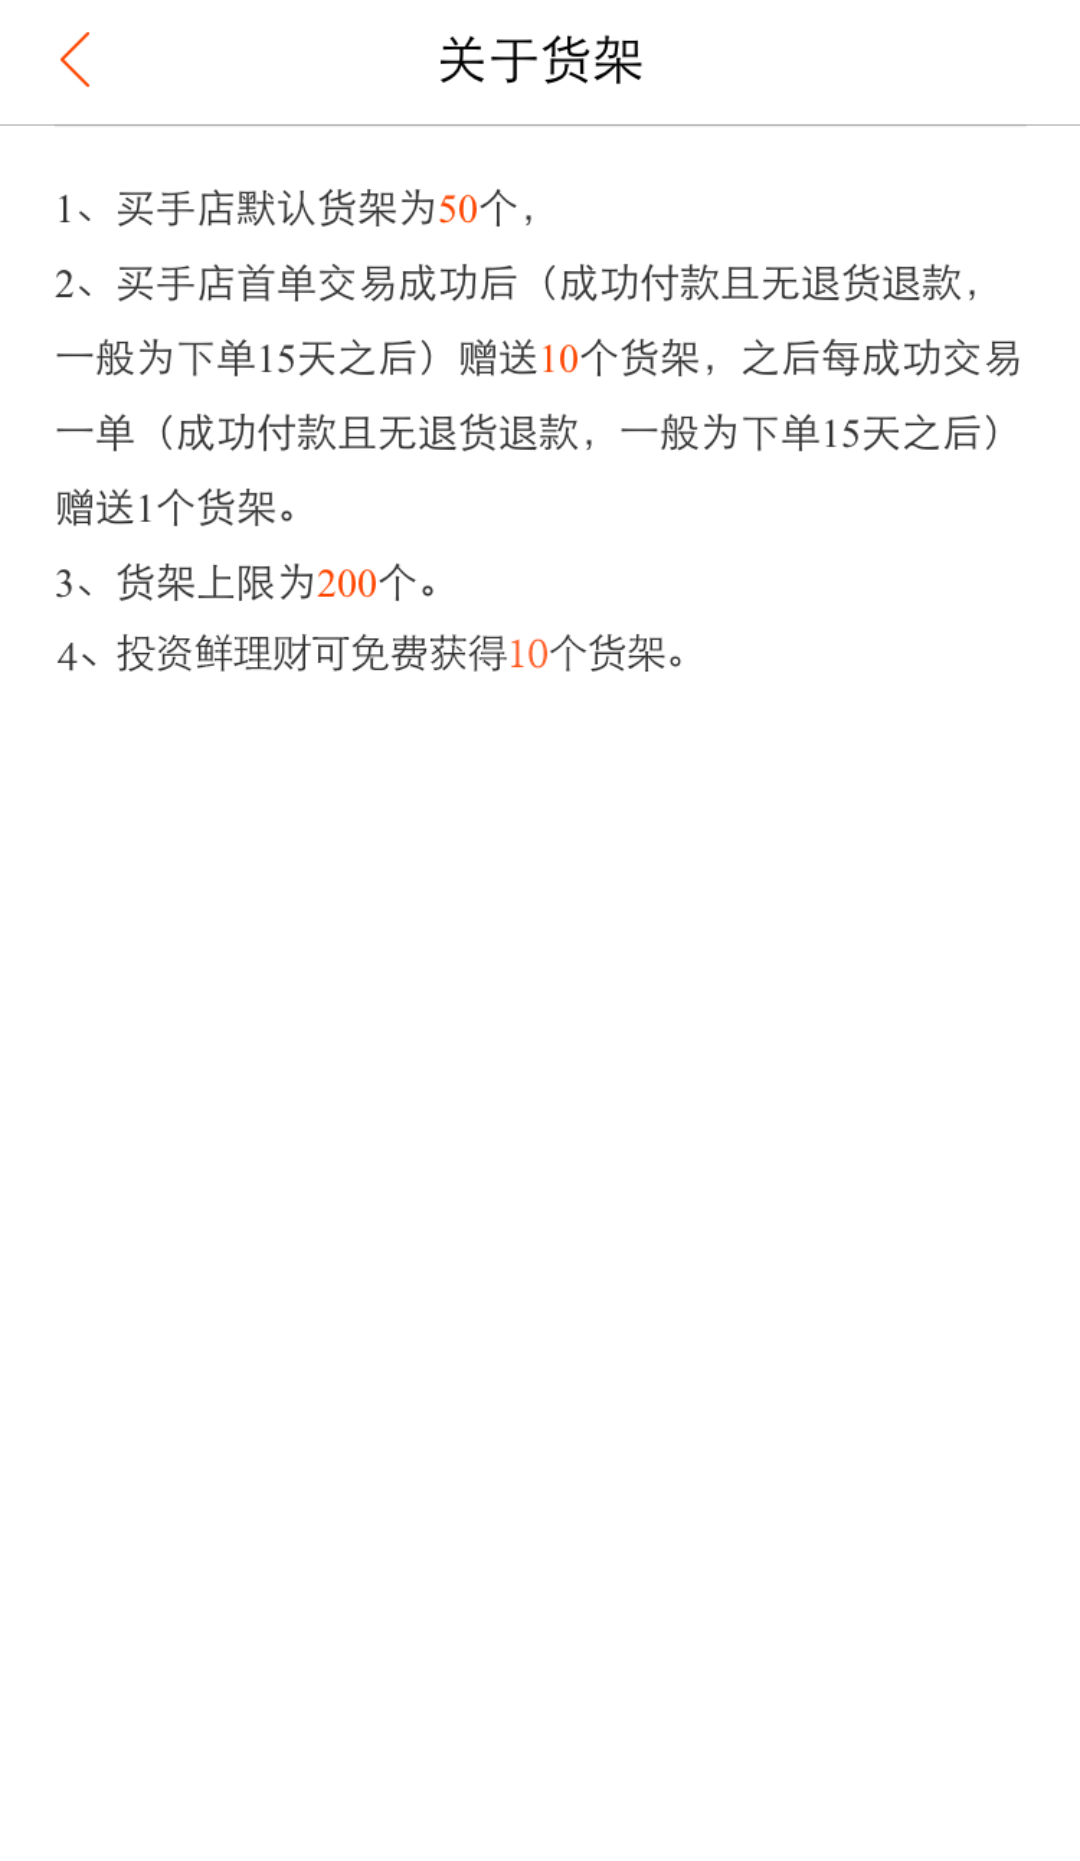 关于货架
1、买手店默认货架为50个，
2、买手店首单交易成功后（成功付款且无退货退款，
一般为下单15天之后）赠送10个货架，之后每成功交易
一单（成功付款且无退货退款，一般为下单15天之后）
赠送1个货架。
3、货架上限为200个。
4、投资鲜理财可免费获得10个货架。